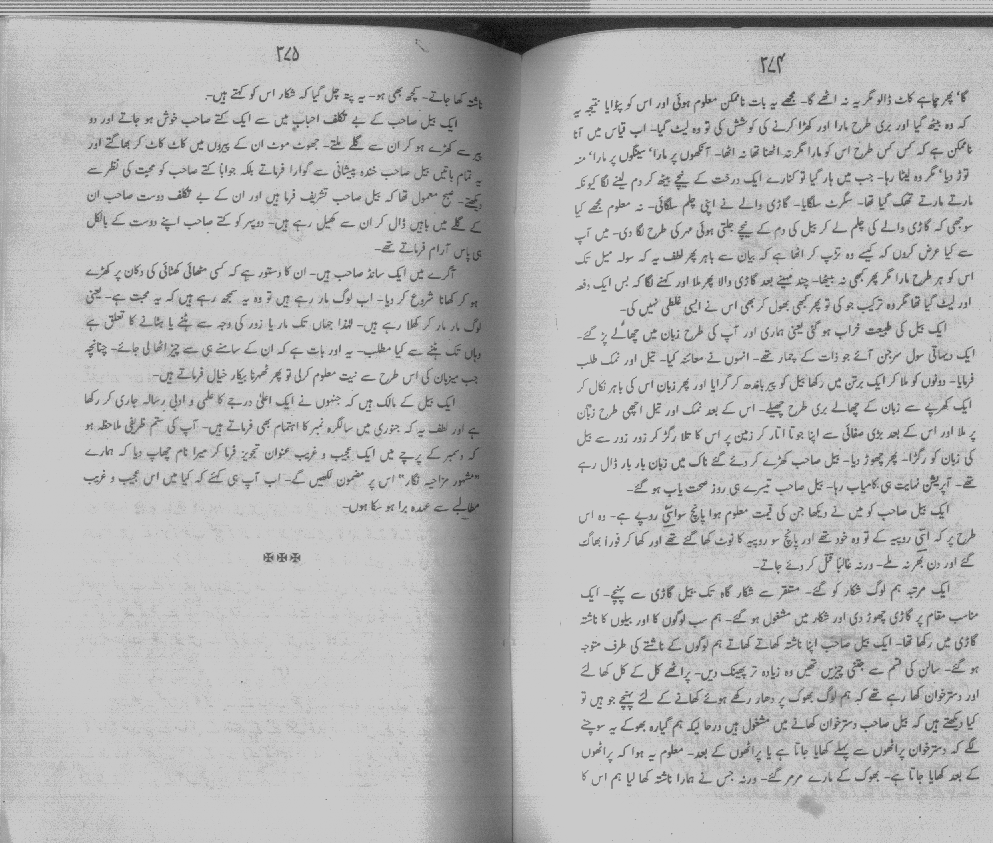 ۲۷۴
گا' پھر چاہے کاٹ ڈالو مگر یہ نہ اٹھے گا۔ مجھے یہ بات ناممکن معلوم ہوئی اور اس کو پڑایا نتیجہ یہ
کہ وہ بیٹھ گیا اور بری طرح مارا اور کھڑا کرنے کی کوشش کی تو وہ لیٹ گیا۔ اب قیاس میں آنا
ناممکن ہے کہ کس کس طرح اس کو مارا مگر نہ اٹھنا تھا نہ اٹھا۔ آنکھوں پر مارا' سینگوں پر مارا' منہ
توڑ دیا' مگر وہ لیٹا رہا۔ جب میں ہار گیا تو کنارے ایک درخت کے نیچے بیٹھ کر دم لینے لگا کیونکہ
مارتے مارتے تھک گیا تھا۔ سگرٹ سلگایا۔ گاڑی والے نے اپنی چلم سلگائی۔ نہ معلوم مجھے کیا
سوجھی کہ گاڑی والے کی چلم لے کر بیل کی دم کے نیچے جلتی ہوئی مہر کی طرح لگا دی۔ میں آپ
سے کیا عرض کروں کہ کیسے وہ تڑپ کر اٹھا ہے کہ بیان سے باہر پھر لطف یہ کہ سولہ میل تک
اس کو ہر طرح مارا مگر پھر کبھی نہ بیٹھا۔ چند مہینے بعد گاڑی والا پھر ملا اور کہنے لگا کہ بس ایک دفعہ
اور لیٹ گیا تھا مگر وہ ترکیب جو کی تو پھر کبھی بھول کر بھی اس نے ایسی غلطی نہیں کی۔
ایک بیل کی طبیعت خراب ہو گئی یعنی ہماری اور آپ کی طرح زبان میں چھالے پڑ گئے۔
ایک دیہاتی سول سرجن آئے جو ذات کے چمار تھے۔ انہوں نے معائنہ کیا۔ تیل اور نمک طلب
فرمایا۔ دونوں کو ملا کر ایک برتن میں رکھا بیل کو پیر باندھ کر گرایا اور پھر زبان اس کی باہر نکال کر
ایک کھرپے سے زبان کے چھالے بری طرح چھیلے۔ اس کے بعد نمک اور تیل اچھی طرح زبان
پر ملا اور اس کے بعد بڑی صفائی سے اپنا جوتا اتار کر زمین پر اس کا تلا رگڑ کر زور زور سے بیل
کی زبان کو رگڑا۔ پھر چھوڑ دیا۔ بیل صاحب کھڑے کر دئے گئے ناک میں زبان بار بار ڈال رہے
تھے۔ آپریشن نہایت ہی کامیاب رہا۔ بیل صاحب تیسرے ہی روز صحت یاب ہو گئے۔
ایک بیل صاحب کو میں نے دیکھا جن کی قیمت معلوم ہوا پانچ سو اسّی روپے ہے۔ وہ اس
طرح پر کہ اسّی روپیہ کے تو وہ خود تھے اور پانچ سو روپیہ کا نوٹ کھا گئے تھے اور کھا کر فوراً بھاگ
گئے اور دن بھر نہ ملے۔ ورنہ غالباً قتل کر دئے جاتے۔
ایک مرتبہ ہم لوگ شکار کو گئے۔ مستقر سے شکار گاہ تک بیل گاڑی سے پہنچے۔ ایک
مناسب مقام پر گاڑی چھوڑ دی اور شکار میں مشغول ہو گئے۔ ہم سب لوگوں کا اور بیلوں کا ناشتہ
گاڑی میں رکھا تھا۔ ایک بیل صاحب اپنا ناشتہ کھاتے کھاتے ہم لوگوں کے ناشتے کی طرف متوجہ
ہو گئے۔ سالن کی قسم سے جتنی چیزیں تھیں وہ زیادہ تر پھینک دیں۔ پراٹھے کل کے کل کھا لئے
اور دسترخوان کھا رہے تھے کہ ہم لوگ بھوک پر دھار رکھے ہوئے کھانے کے لئے پہنچے جو ہیں تو
کیا دیکھتے ہیں کہ بیل صاحب دسترخوان کھانے میں مشغول ہیں درحالیکہ ہم گیارہ بھوکے یہ سوچنے
لگے کہ دسترخوان پراٹھوں سے پہلے کھایا جاتا ہے یا پراٹھوں کے بعد۔ معلوم یہ ہوا کہ پراٹھوں
کے بعد کھایا جاتا ہے۔ بھوک کے مارے مر مر گئے۔ ورنہ جس نے ہمارا ناشتہ کھا لیا ہم اس کا
۲۷۵
ناشتہ کھا جاتے۔ کچھ بھی ہو۔ یہ پتہ چل گیا کہ شکار اس کو کہتے ہیں۔
ایک بیل صاحب کے بے تکلف احباب میں سے ایک کتے صاحب خوش ہو جاتے اور دو
پیر سے کھڑے ہو کر ان سے گلے ملتے۔ جھوٹ موٹ ان کے پیروں میں کاٹ کاٹ کر بھاگتے اور
یہ تمام باتیں بیل صاحب خندہ پیشانی سے گوارا فرماتے بلکہ جواباً کتے صاحب کو محبت کی نظر سے
دیکھتے۔ صبح معمول تھا کہ بیل صاحب تشریف فرما ہیں اور ان کے بے تکلف دوست صاحب ان
کے گلے میں باہیں ڈال کر ان سے کھیل رہے ہیں۔ دوپہر کو کتے صاحب اپنے دوست کے بالکل
ہی پاس آرام فرماتے تھے۔
آگرے میں ایک سانڈ صاحب ہیں۔ ان کا دستور ہے کہ کسی مٹھائی کھٹائی کی دکان پر کھڑے
ہو کر کھانا شروع کر دیا۔ اب لوگ مار رہے ہیں تو وہ یہ سمجھ رہے ہیں کہ یہ محبت ہے۔ یعنی
لوگ مار مار کر کھلا رہے ہیں۔ لہٰذا جہاں تک مار یا زور کی وجہ سے ہٹنے یا ہٹانے کا تعلق ہے
وہاں تک ہٹنے سے کیا مطلب۔ یہ اور بات ہے کہ ان کے سامنے ہی سے چیز اٹھا لی جائے۔ چنانچہ
جب میزبان کی اس طرح سے نیت معلوم کرلی تو پھر ٹھہرنا بیکار خیال فرماتے ہیں۔
ایک بیل کے مالک ہیں کہ جنہوں نے ایک اعلیٰ درجے کا علمی و ادبی رسالہ جاری کر رکھا
ہے اور لطف یہ کہ جنوری میں سالگرہ نمبر کا اہتمام بھی فرماتے ہیں۔ آپ کی ستم ظریفی ملاحظہ ہو
کہ دسمبر کے پرچے میں ایک عجیب و غریب عنوان تجویز فرما کر میرا نام چھاپ دیا کہ ہمارے
"مشہور مزاحیہ نگار" اس پر مضمون لکھیں گے۔ اب آپ ہی کہئے کہ کیا میں اس عجیب و غریب
مطالبے سے عہدہ برا ہو سکا ہوں۔
✠✠✠